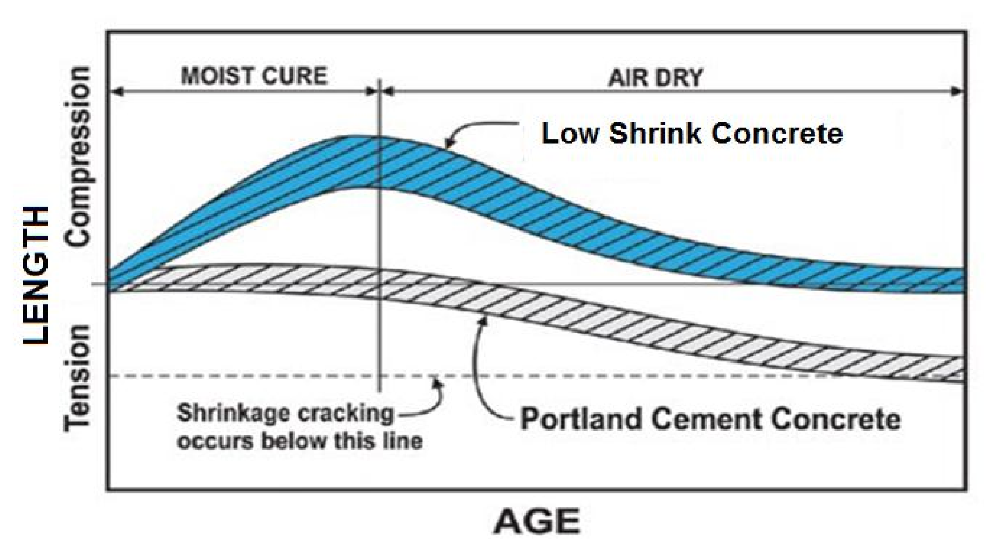 MOIST CURE
AIR DRY
Compression
Low Shrink Concrete
LENGTH
Tension
Shrinkage cracking
occurs below this line
Portland Cement Concrete
AGE